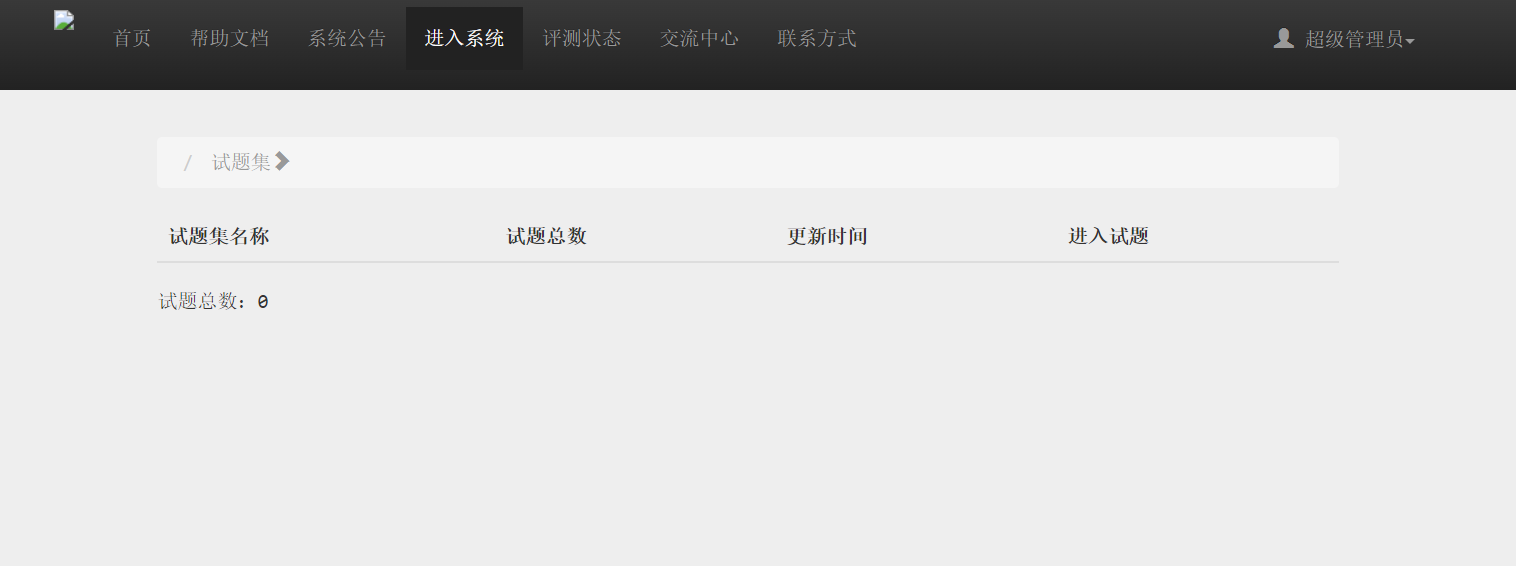 首页 帮助文档 系统公告 进入系统 评测状态 交流中心 联系方式 超级管理员
/ 试题集
试题集名称 试题总数 更新时间 进入试题
试题总数: 0